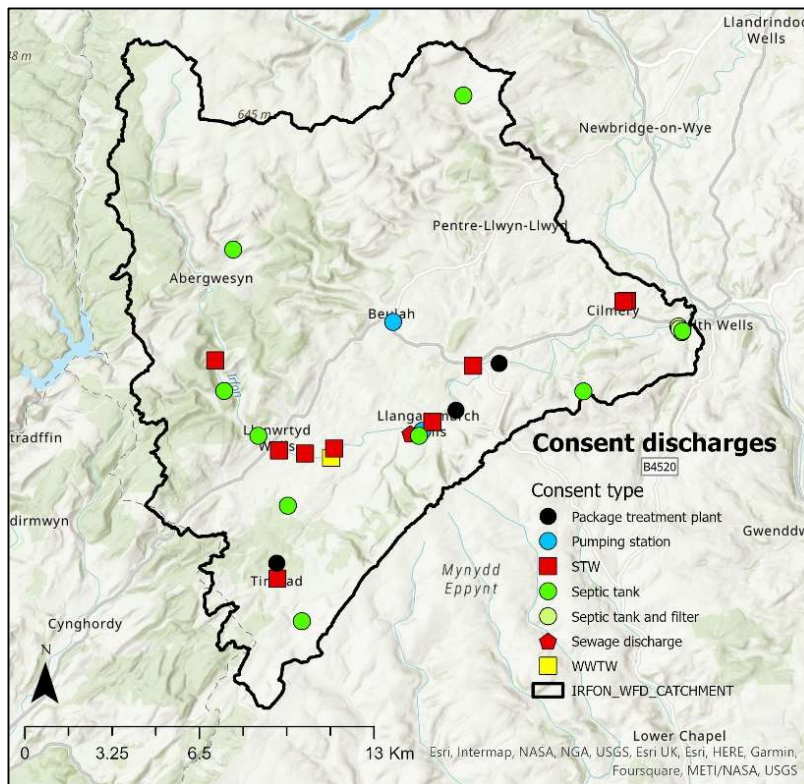 Llandrindod
Wells
48 m
645 m
Newbridge-on-Wye
Pentre-Llwyn-Llwyd
Abergwesyn
Beulah
Cilmery
lth Wells
Irfon
Llangammarch
tradffin
Wells
Consent discharges
B4520
Consent type
dirmwyn
Package treatment plant
Gwenddw
Pumping station
STW
Mynydd
Eppynt
Septic tank
Septic tank and filter
Cynghordy
Sewage discharge
N
WWTW
IRFON_WFD_CATCHMENT
Lower Chapel
0 3.25 6.5 13 Km
Esri, Intermap, NASA, NGA, USGS, Esri UK, Esri, HERE, Garmin,
Foursquare, METI/NASA, USGS